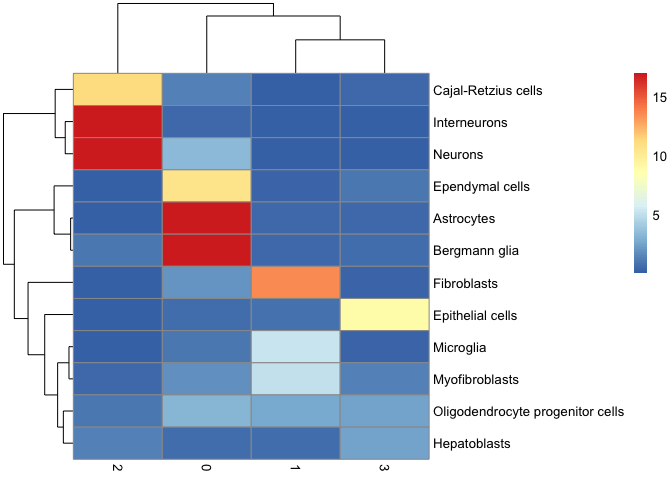 Cajal-Retzius cells
Interneurons
Neurons
Ependymal cells
Astrocytes
Bergmann glia
Fibroblasts
Epithelial cells
Microglia
Myofibroblasts
Oligodendrocyte progenitor cells
Hepatoblasts
2 0 1 3
15
10
5